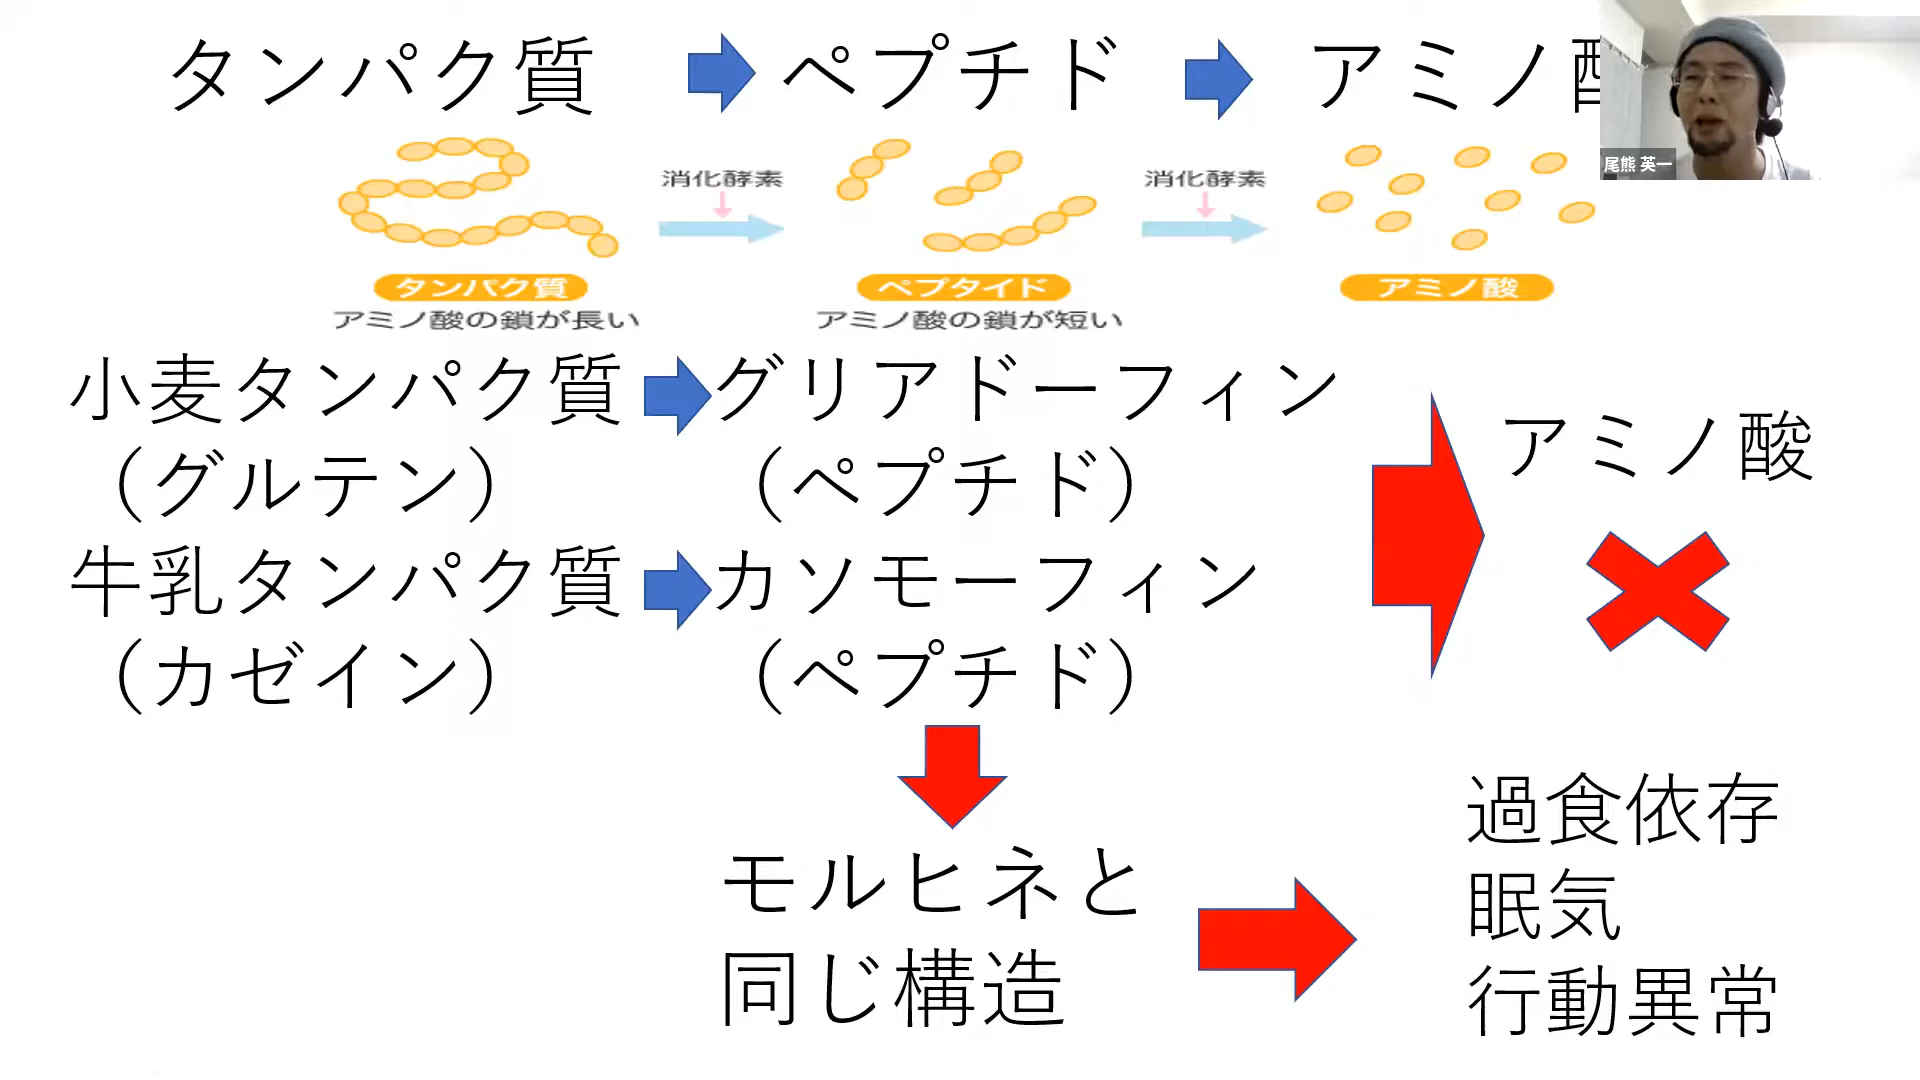 タンパク質 ペプチド アミノ酸
消化酵素 消化酵素
タンパク質 ペプタイド アミノ酸
アミノ酸の鎖が長い アミノ酸の鎖が短い
尾熊 英一
小麦タンパク質 グリアドーフィン
（グルテン） （ペプチド）
アミノ酸
牛乳タンパク質 カソモーフィン
（カゼイン） （ペプチド）
モルヒネと
同じ構造
過食依存
眠気
行動異常